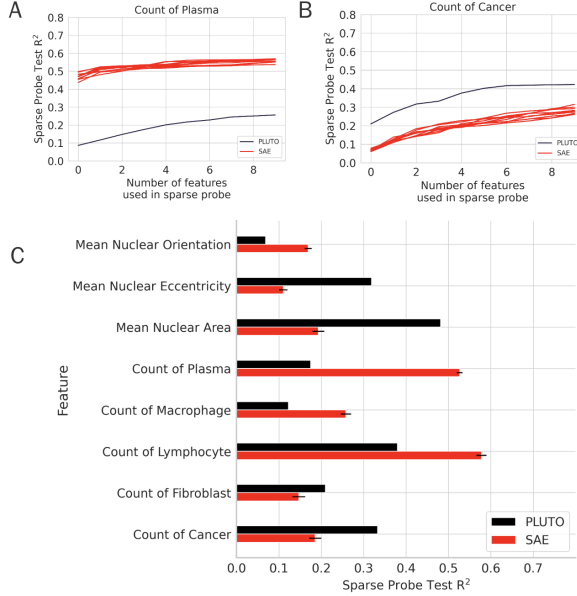 A
Count of Plasma
Sparse Probe Test R²
0.8
0.7
0.6
0.5
0.4
0.3
0.2
0.1
0.0
0 2 4 6 8
Number of features
used in sparse probe
PLUTO
SAE
B
Count of Cancer
Sparse Probe Test R²
0.8
0.7
0.6
0.5
0.4
0.3
0.2
0.1
0.0
0 2 4 6 8
Number of features
used in sparse probe
PLUTO
SAE
C
Feature
Mean Nuclear Orientation
Mean Nuclear Eccentricity
Mean Nuclear Area
Count of Plasma
Count of Macrophage
Count of Lymphocyte
Count of Fibroblast
Count of Cancer
PLUTO
SAE
0.0 0.1 0.2 0.3 0.4 0.5 0.6 0.7
Sparse Probe Test R²